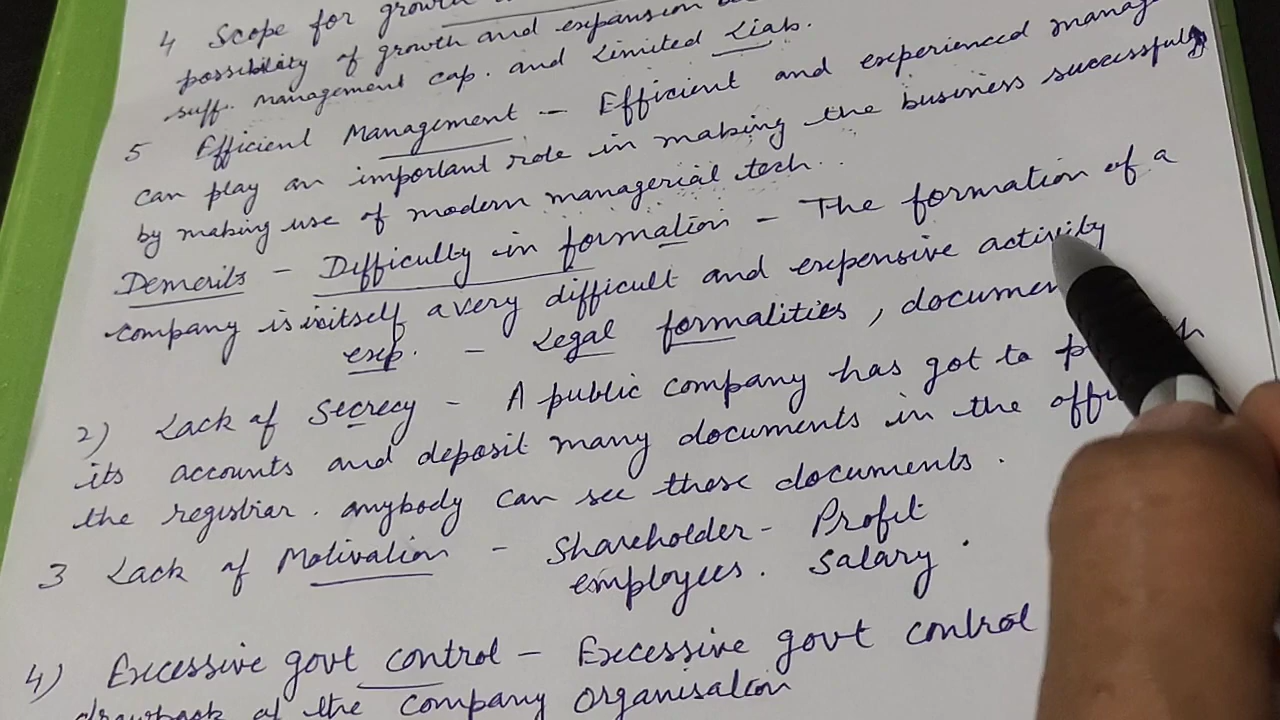 4 Scope for growth
possibility of growth and expansion
suff. management cap. and Limited Liab.
5 Efficient Management - Efficient and experienced manag
can play an important role in making the business successfully
by making use of modern managerial tech..
Demerits - Difficulty in formation - The formation of a
company is initself a very difficult and expensive activity
exp. - Legal formalities, documen
2) Lack of Secrecy - A public company has got to p
its accounts and deposit many documents in the offi
the registrar. anybody can see these documents.
3 Lack of Motivation - Shareholder - Profit
employees. Salary.
4) Excessive govt control - Excessive govt control
drawback of the company organisation